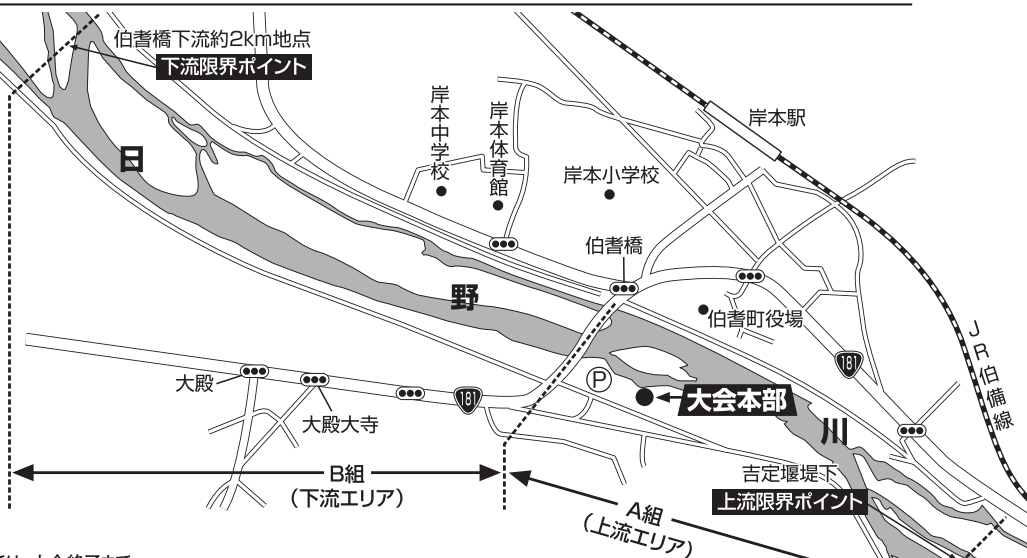 伯耆橋下流約2km地点
下流限界ポイント
岸本中学校
岸本体育館
岸本小学校
岸本駅
日
野
川
伯耆橋
伯耆町役場
181
JR伯備線
大殿
大殿大寺
181
P
大会本部
B組
(下流エリア)
A組
(上流エリア)
吉定堰堤下
上流限界ポイント